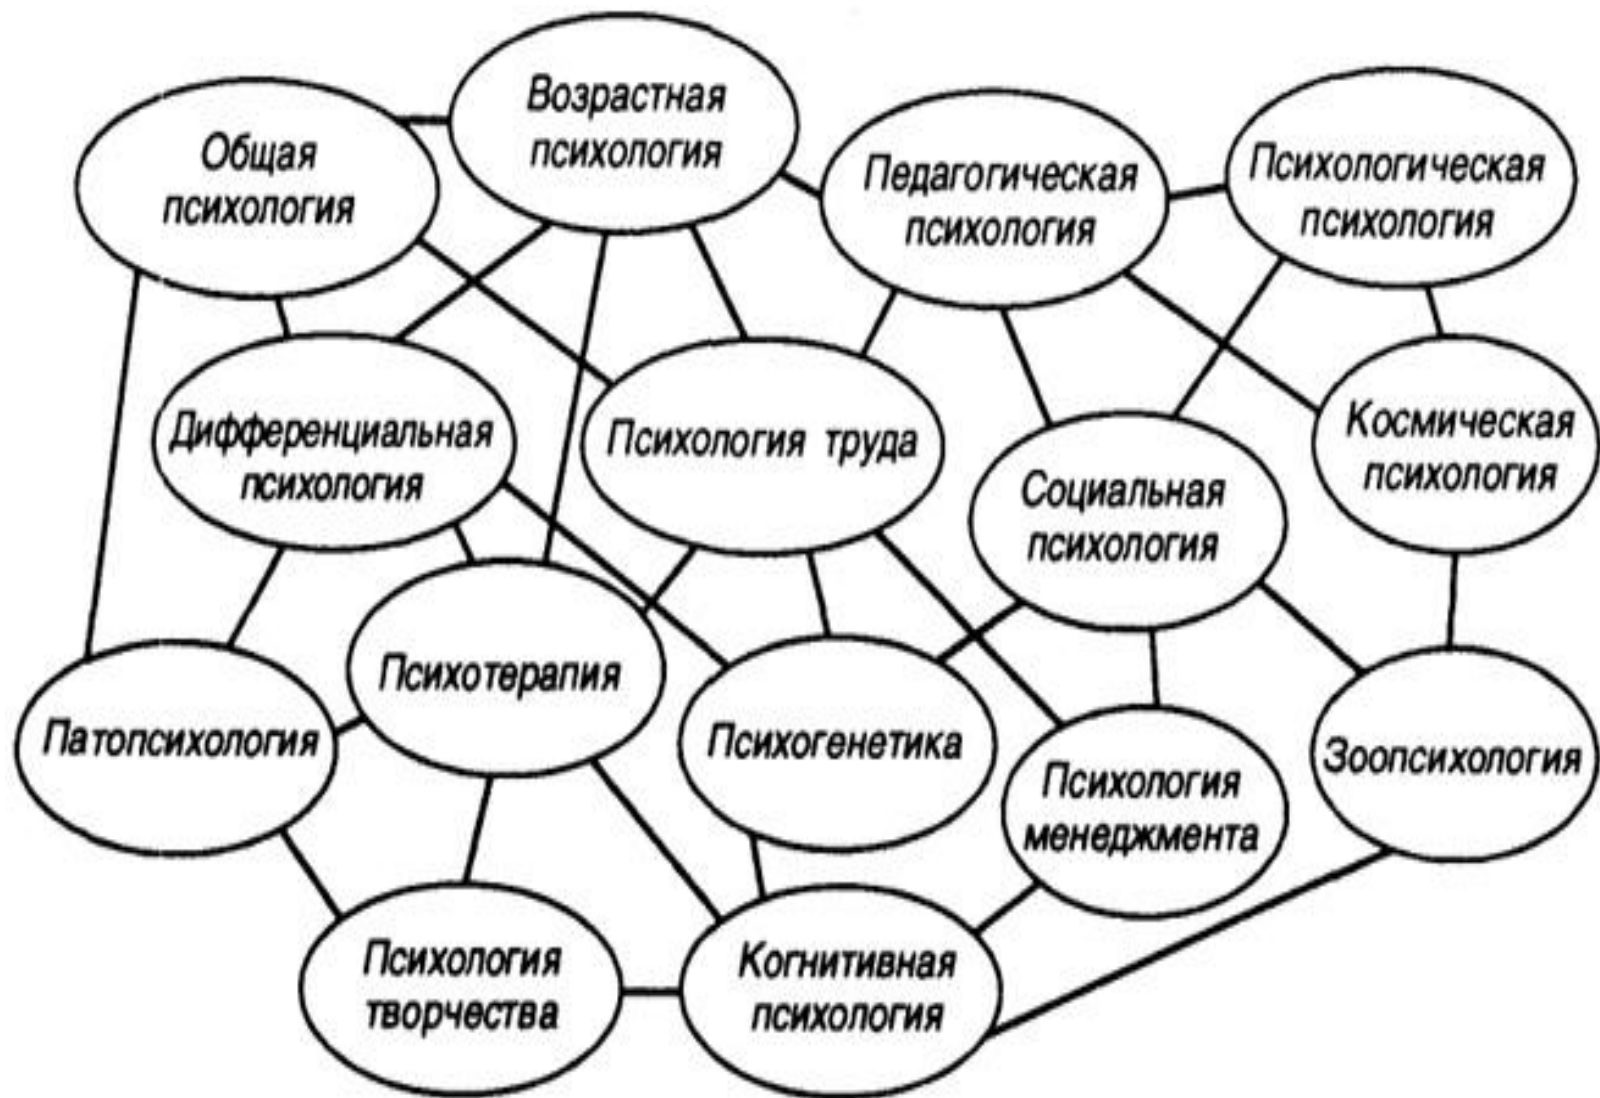 Возрастная
психология
Общая
психология
Педагогическая
психология
Психологическая
психология
Дифференциальная
психология
Психология труда
Социальная
психология
Космическая
психология
Патопсихология
Психотерапия
Психогенетика
Психология
менеджмента
Зоопсихология
Психология
творчества
Когнитивная
психология